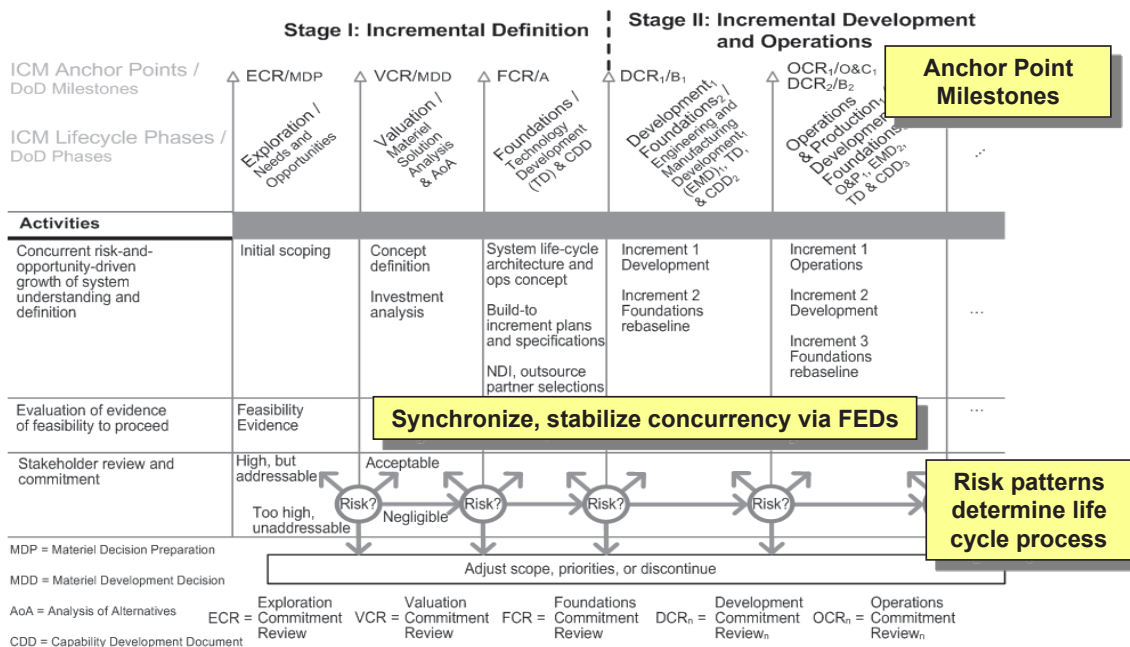 Stage I: Incremental Definition
Stage II: Incremental Development
and Operations
ICM Anchor Points /
DoD Milestones
ECR/MDP
VCR/MDD
FCR/A
DCR₁/B₁
OCR₁/O&C₁
DCR₂/B₂
Anchor Point
Milestones
ICM Lifecycle Phases /
DoD Phases
Exploration /
Needs and
Opportunities
Valuation /
Materiel
Solution
Analysis
& AoA
Foundations /
Technology
Development
(TD) & CDD
Development₁
Foundations₂ /
Engineering and
Manufacturing
Development₁
(EMD)₁, TD,
& CDD₂
Operations
& Production₁
Development
Foundations
O&P₁, EMD₂,
TD & CDD₃
...
Activities
Concurrent risk-and-
opportunity-driven
growth of system
understanding and
definition
Initial scoping
Concept
definition
Investment
analysis
System life-cycle
architecture and
ops concept
Build-to
increment plans
and specifications
NDI, outsource
partner selections
Increment 1
Development
Increment 2
Foundations
rebaseline
Increment 1
Operations
Increment 2
Development
Increment 3
Foundations
rebaseline
...
Evaluation of evidence
of feasibility to proceed
Feasibility
Evidence
Synchronize, stabilize concurrency via FEDs
...
Stakeholder review and
commitment
High, but
addressable
Acceptable
Too high,
unaddressable
Negligible
Risk?
Risk?
Risk?
Risk?
Risk patterns
determine life
cycle process
Adjust scope, priorities, or discontinue
MDP = Materiel Decision Preparation
MDD = Materiel Development Decision
AoA = Analysis of Alternatives
CDD = Capability Development Document
ECR = Exploration
Commitment
Review
VCR = Valuation
Commitment
Review
FCR = Foundations
Commitment
Review
DCRₙ = Development
Commitment
Reviewₙ
OCRₙ = Operations
Commitment
Reviewₙ